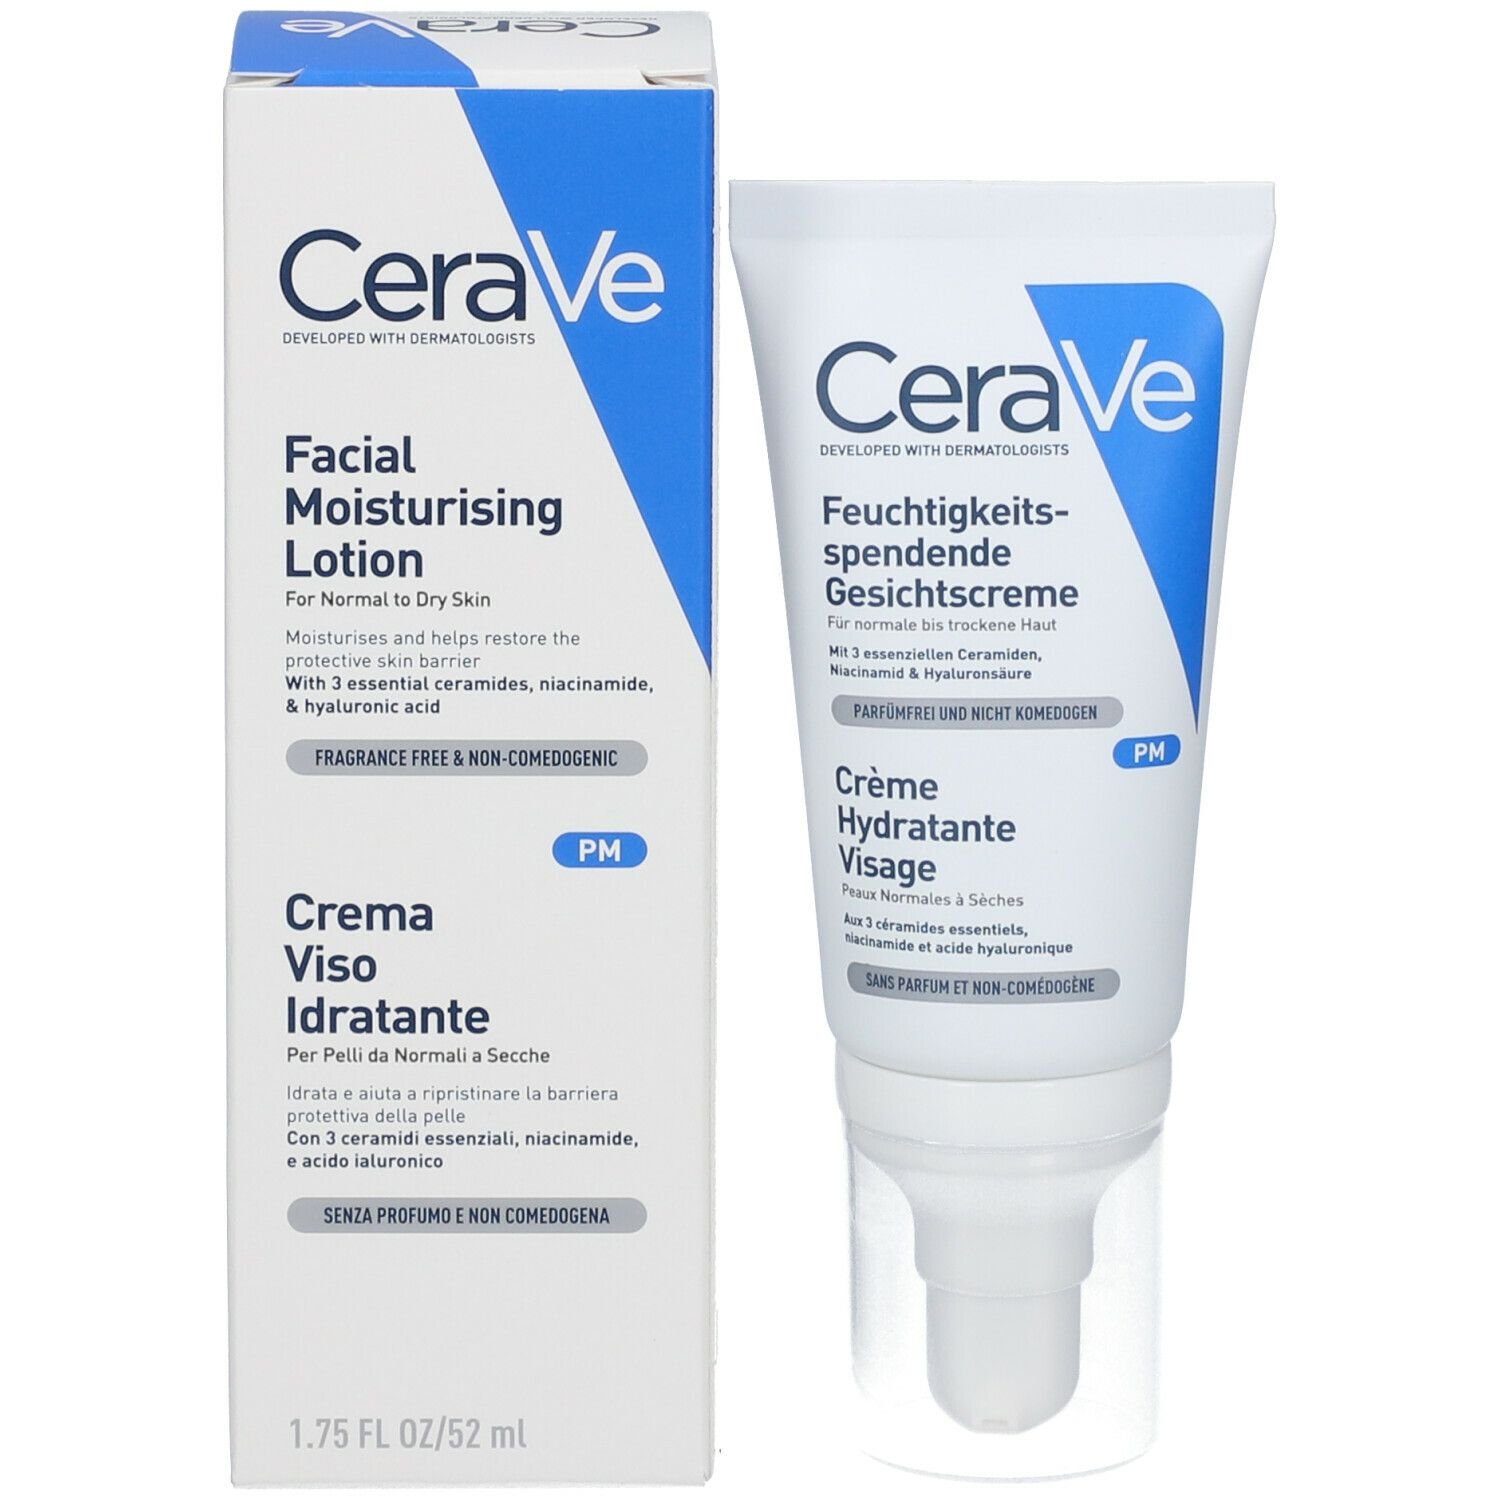 CeraVe
DEVELOPED WITH DERMATOLOGISTS
CeraVe
DEVELOPED WITH DERMATOLOGISTS
Facial
Moisturising
Lotion
For Normal to Dry Skin
Moisturises and helps restore the
protective skin barrier
With 3 essential ceramides, niacinamide,
& hyaluronic acid
FRAGRANCE FREE & NON-COMEDOGENIC
PM
Crema
Viso
Idratante
Per Pelli da Normali a Secche
Idrata e aiuta a ripristinare la barriera
protettiva della pelle
Con 3 ceramidi essenziali, niacinamide,
e acido ialuronico
SENZA PROFUMO E NON COMEDOGENA
1.75 FL OZ/52 ml
CeraVe
DEVELOPED WITH DERMATOLOGISTS
Feuchtigkeits-
spendende
Gesichtscreme
Für normale bis trockene Haut
Mit 3 essenziellen Ceramiden,
Niacinamid & Hyaluronsäure
PARFÜMFREI UND NICHT KOMEDOGEN
PM
Crème
Hydratante
Visage
Peaux Normales à Sèches
Aux 3 céramides essentiels,
niacinamide et acide hyaluronique
SANS PARFUM ET NON-COMÉDOGÈNE